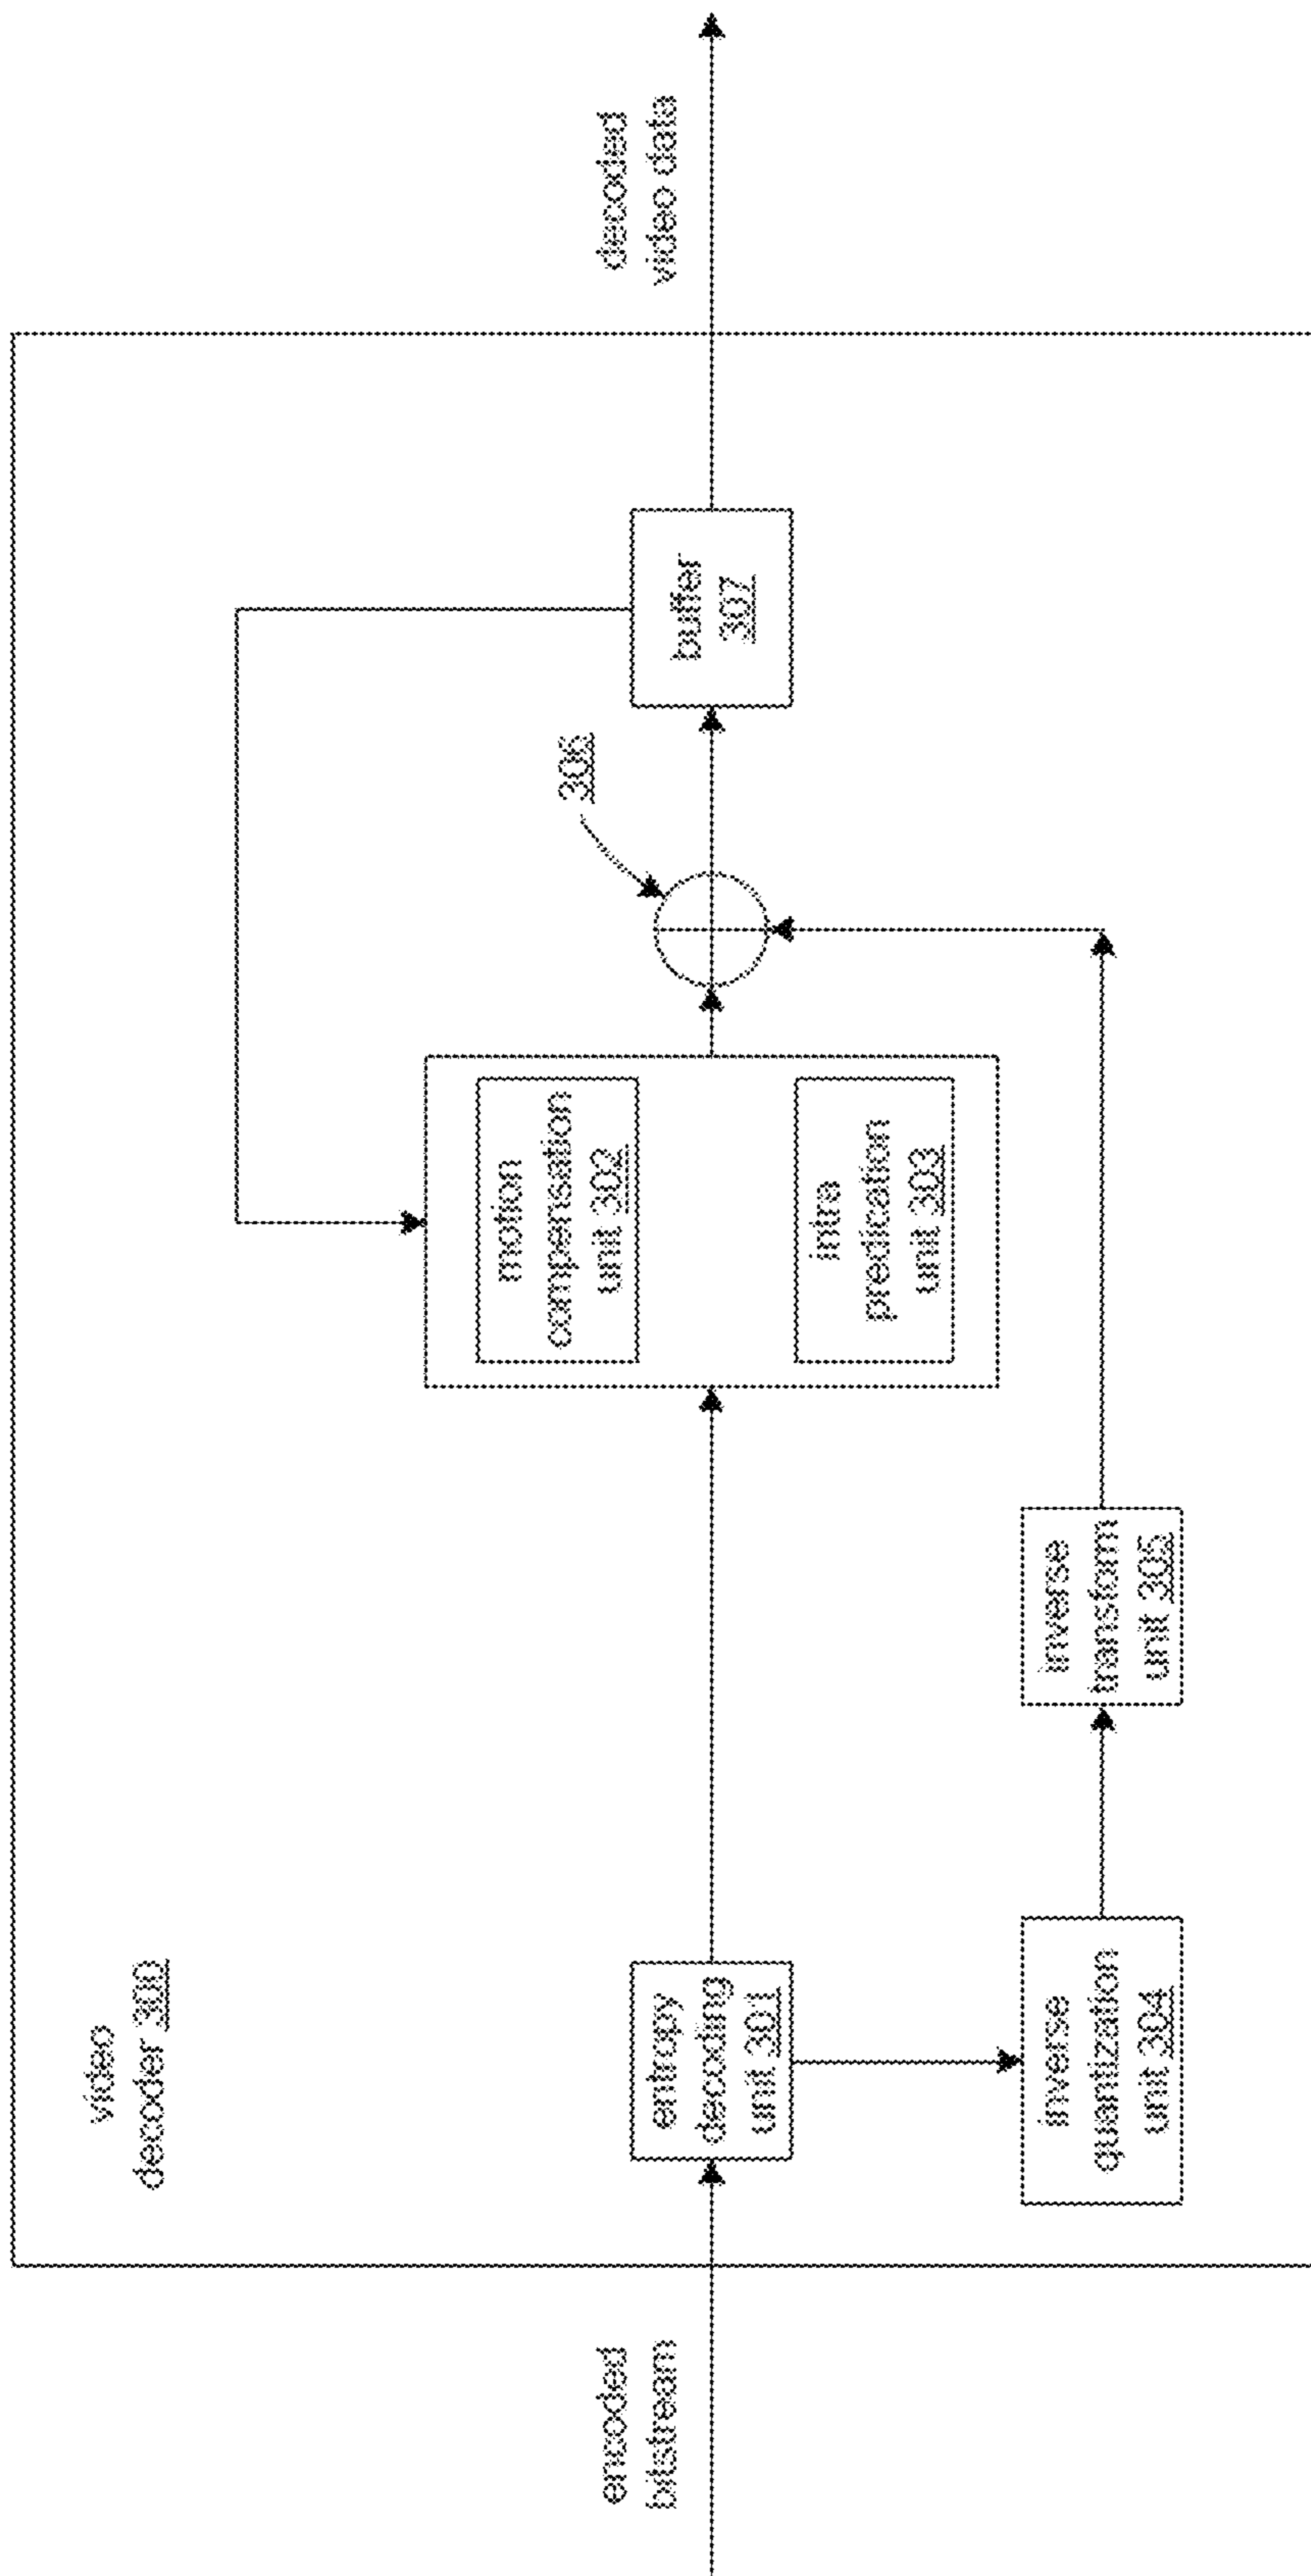 video
decoder 300
encoded
bitstream
entropy
decoding
unit 301
inverse
quantization
unit 304
inverse
transform
unit 305
motion
compensation
unit 302
intra
predication
unit 303
306
buffer
307
decoded
video data